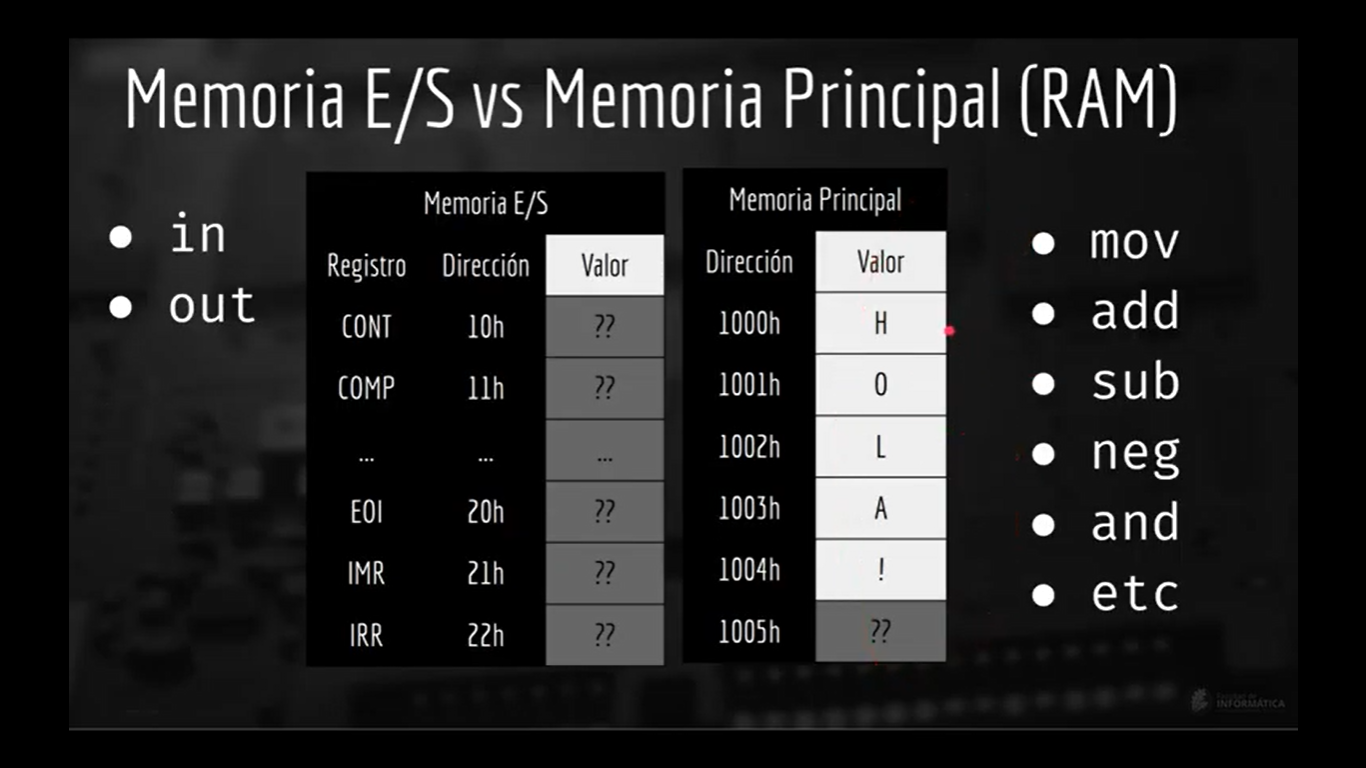 Memoria E/S vs Memoria Principal (RAM)
in
out
Memoria E/S
Registro Dirección Valor
CONT 10h ??
COMP 11h ??
... ... ...
EOI 20h ??
IMR 21h ??
IRR 22h ??
Memoria Principal
Dirección Valor
1000h H
1001h O
1002h L
1003h A
1004h !
1005h ??
mov
add
sub
neg
and
etc
INFORMÁTICA